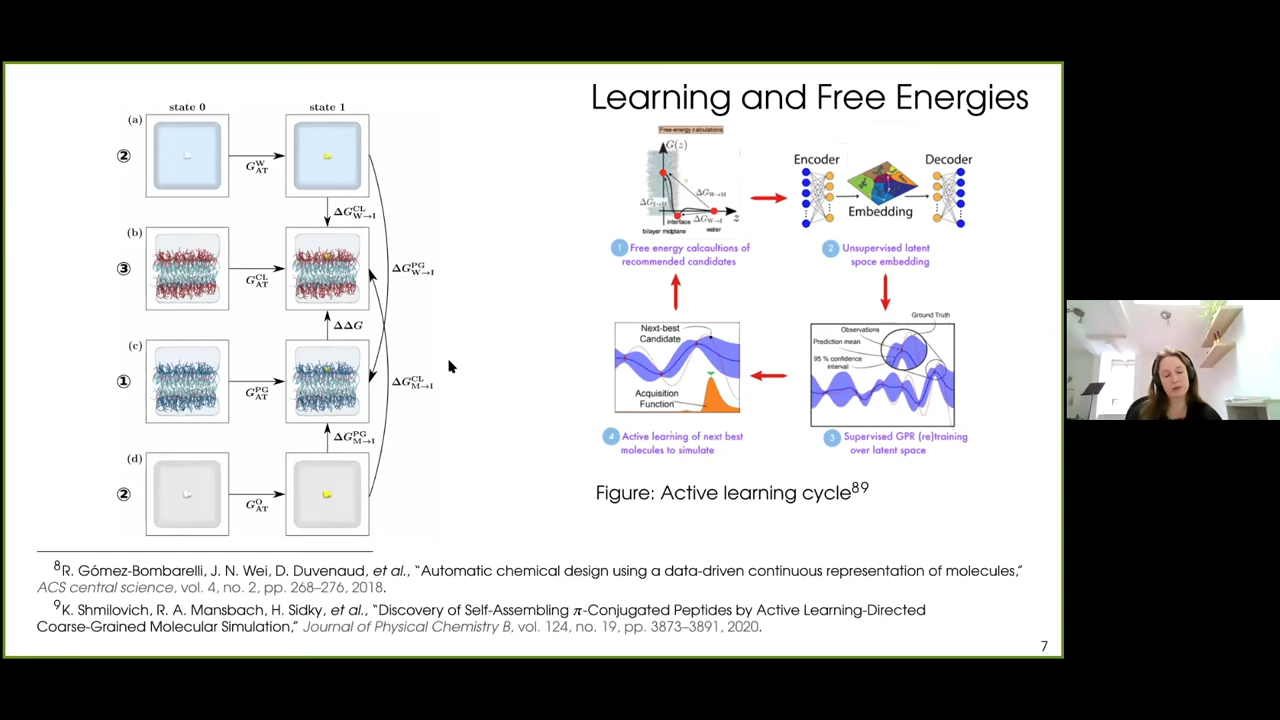 Learning and Free Energies
state 0
state 1
(a)
②
G_AT^W
ΔG_W→I^CL
(b)
③
G_AT^CL
ΔG_W→I^PG
ΔΔG
(c)
①
G_AT^PG
ΔG_M→I^CL
ΔG_M→I^PG
(d)
②
G_AT^O
Free-energy calculations
G(z)
ΔG_W→M
ΔG_I→M
ΔG_W→I
z
interface
bilayer midplane
water
1 Free energy calcaultions of
recommended candidates
Encoder
Decoder
Embedding
2 Unsupervised latent
space embedding
Next-best
Candidate
Acquisition
Function
4 Active learning of next best
molecules to simulate
Ground Truth
Observations
Prediction mean
95 % confidence
interval
3 Supervised GPR (re)training
over latent space
Figure: Active learning cycle⁸⁹
⁸R. Gómez-Bombarelli, J. N. Wei, D. Duvenaud, et al., “Automatic chemical design using a data-driven continuous representation of molecules,”
ACS central science, vol. 4, no. 2, pp. 268–276, 2018.
⁹K. Shmilovich, R. A. Mansbach, H. Sidky, et al., “Discovery of Self-Assembling π-Conjugated Peptides by Active Learning-Directed
Coarse-Grained Molecular Simulation,” Journal of Physical Chemistry B, vol. 124, no. 19, pp. 3873–3891, 2020.
7